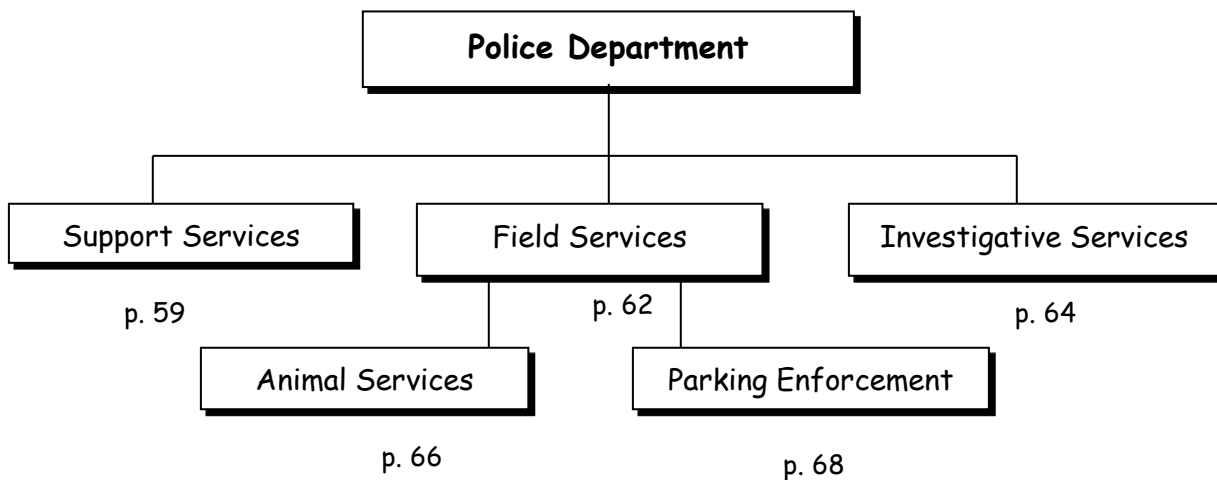 Police Department
Support Services
Field Services
Investigative Services
p. 59
p. 62
p. 64
Animal Services
Parking Enforcement
p. 66
p. 68